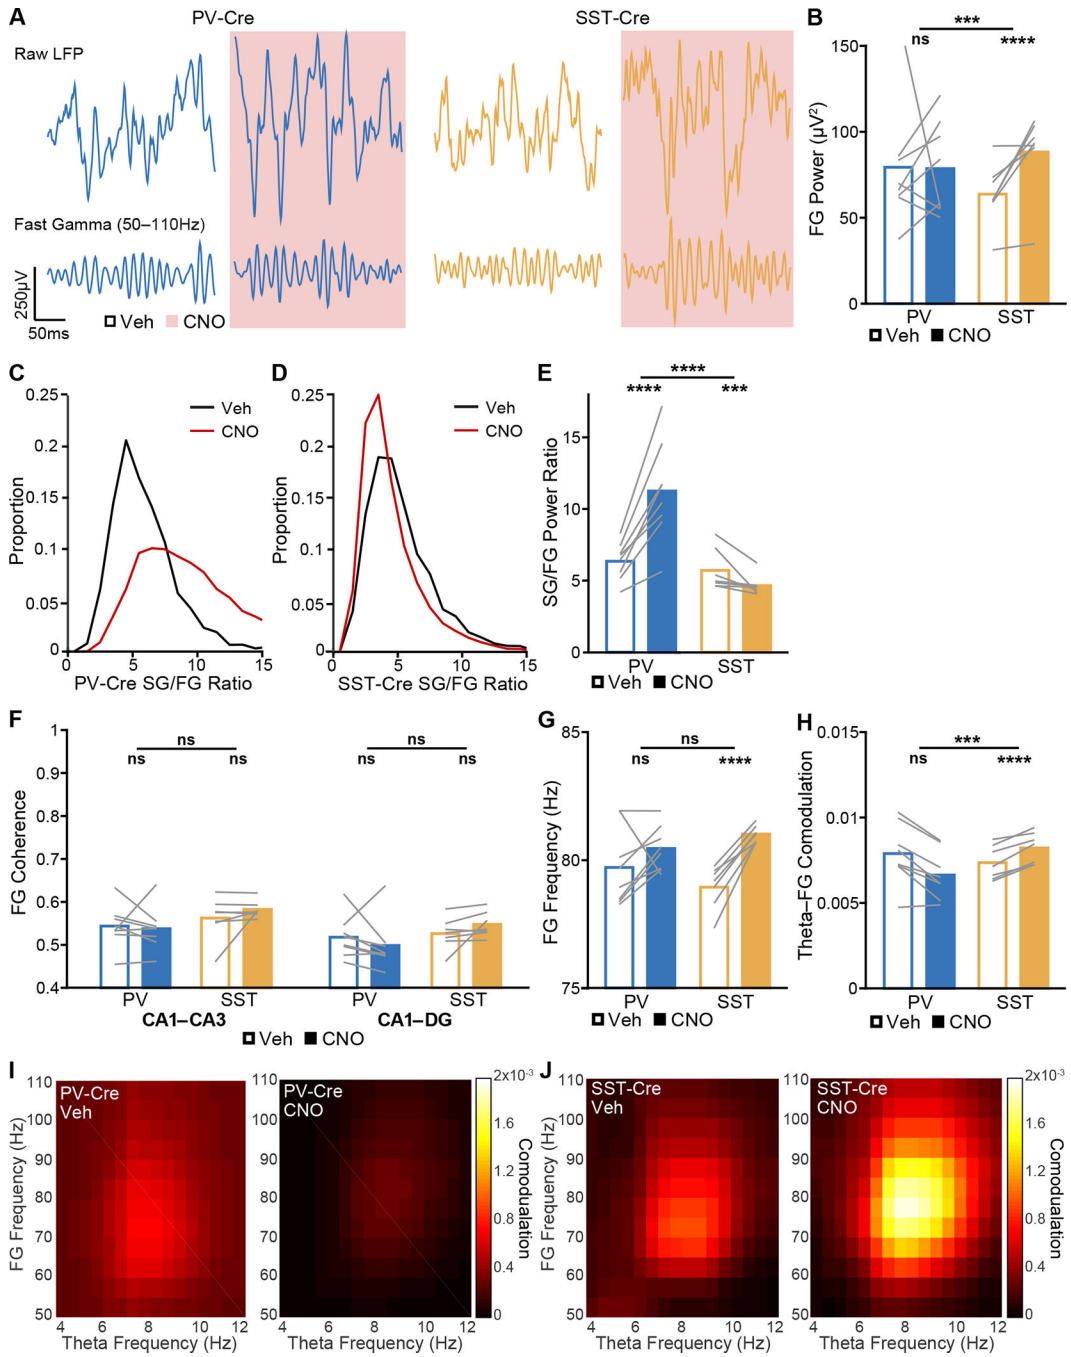 A
PV-Cre
SST-Cre
Raw LFP
Fast Gamma (50–110Hz)
250µV
50ms
Veh
CNO
B
***
ns
****
150
100
50
0
FG Power (µV²)
PV
SST
Veh
CNO
C
0.25
0.2
0.15
0.1
0.05
0
Proportion
Veh
CNO
0
5
10
15
PV-Cre SG/FG Ratio
D
0.25
0.2
0.15
0.1
0.05
0
Proportion
Veh
CNO
0
5
10
15
SST-Cre SG/FG Ratio
E
****
****
***
15
10
5
0
SG/FG Power Ratio
PV
SST
Veh
CNO
F
1
0.9
0.8
0.7
0.6
0.5
0.4
FG Coherence
ns
ns
ns
ns
ns
ns
PV
SST
PV
SST
CA1–CA3
CA1–DG
Veh
CNO
G
85
80
75
FG Frequency (Hz)
ns
ns
****
PV
SST
Veh
CNO
H
0.015
0.01
0.005
0
Theta–FG Comodulation
***
ns
****
PV
SST
Veh
CNO
I
110
100
90
80
70
60
50
FG Frequency (Hz)
PV-Cre
Veh
4
6
8
10
12
Theta Frequency (Hz)
110
100
90
80
70
60
50
PV-Cre
CNO
4
6
8
10
12
Theta Frequency (Hz)
2x10⁻³
1.6
1.2
0.8
0.4
0
Comodualation
J
110
100
90
80
70
60
50
FG Frequency (Hz)
SST-Cre
Veh
4
6
8
10
12
Theta Frequency (Hz)
110
100
90
80
70
60
50
SST-Cre
CNO
4
6
8
10
12
Theta Frequency (Hz)
2x10⁻³
1.6
1.2
0.8
0.4
0
Comodualation